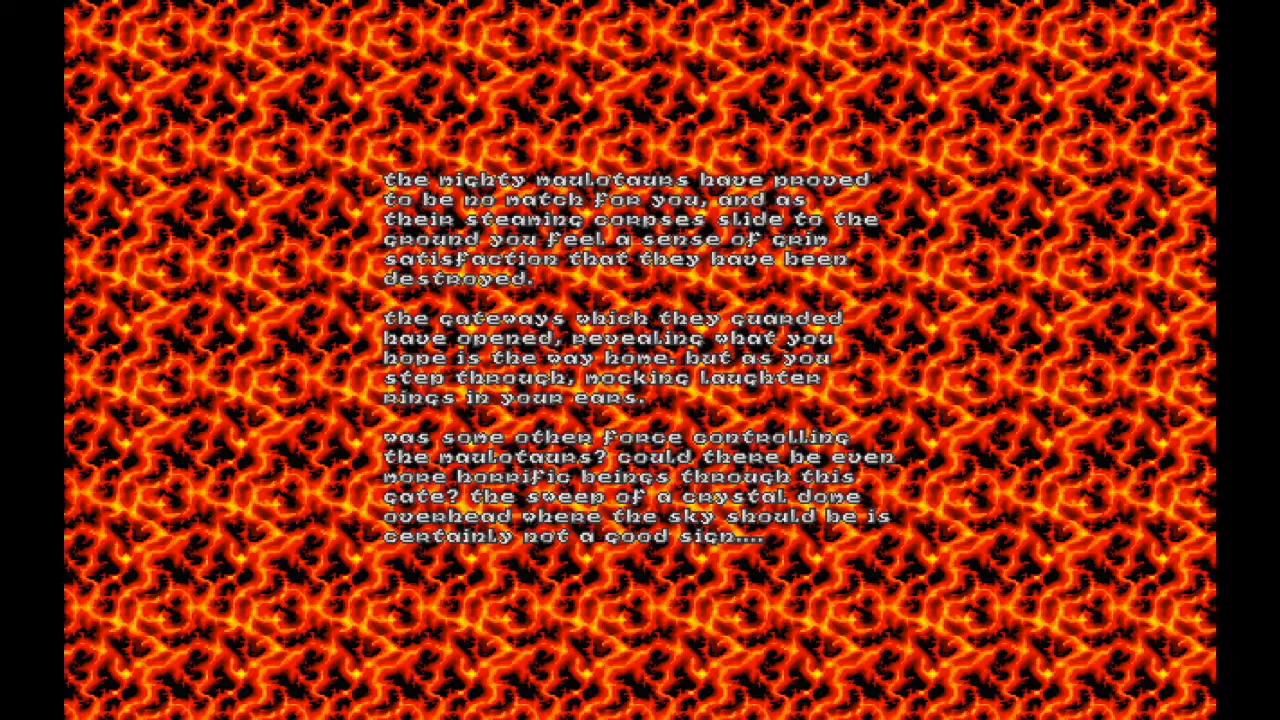 the mighty maulotaurs have proved
to be no match for you, and as
their steaming corpses slide to the
ground you feel a sense of grim
satisfaction that they have been
destroyed.
the gateways which they guarded
have opened, revealing what you
hope is the way home. but as you
step through, mocking laughter
rings in your ears.
was some other force controlling
the maulotaurs? could there be even
more horrific beings through this
gate? the sweep of a crystal dome
overhead where the sky should be is
certainly not a good sign....